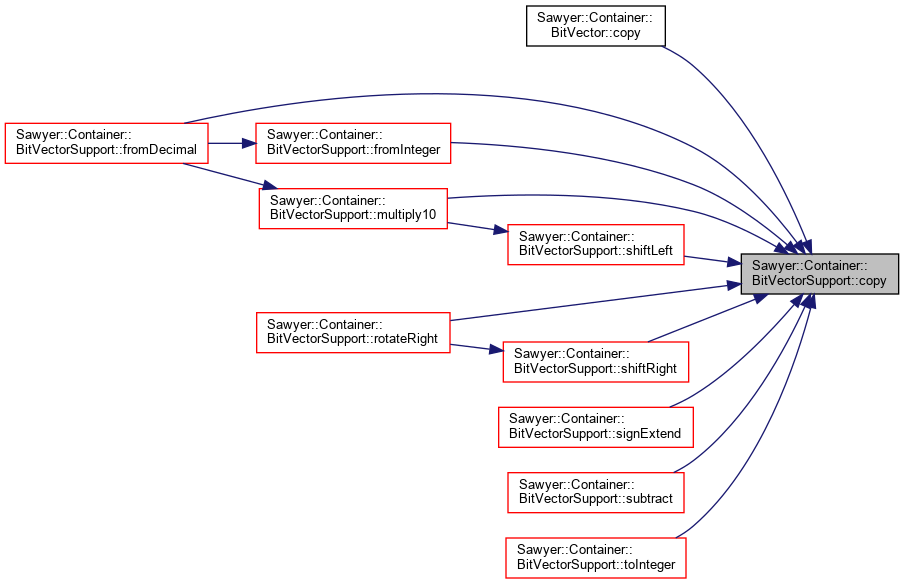 Sawyer::Container::
BitVector::copy
Sawyer::Container::
BitVectorSupport::fromDecimal
Sawyer::Container::
BitVectorSupport::fromInteger
Sawyer::Container::
BitVectorSupport::multiply10
Sawyer::Container::
BitVectorSupport::shiftLeft
Sawyer::Container::
BitVectorSupport::copy
Sawyer::Container::
BitVectorSupport::rotateRight
Sawyer::Container::
BitVectorSupport::shiftRight
Sawyer::Container::
BitVectorSupport::signExtend
Sawyer::Container::
BitVectorSupport::subtract
Sawyer::Container::
BitVectorSupport::toInteger